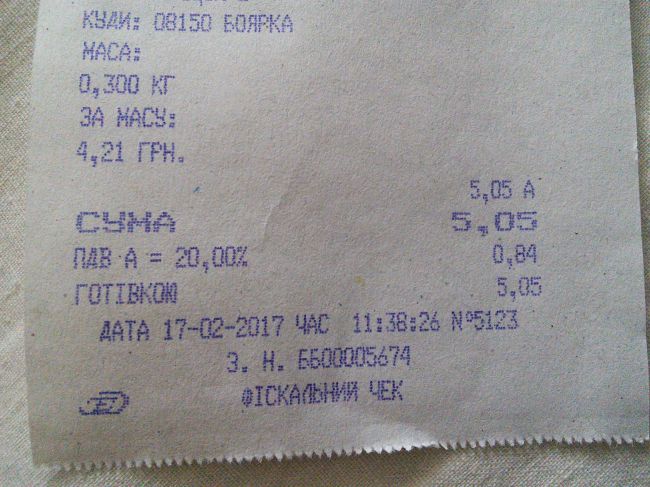 КУДИ: 08150 БОЯРКА
МАСА:
0,300 КГ
ЗА МАСУ:
4,21 ГРН.
5,05 А
СУМА 5,05
ПДВ А = 20,00% 0,84
ГОТІВКОЮ 5,05
ДАТА 17-02-2017 ЧАС 11:38:26 №5123
З. Н. ББ00005674
ФІСКАЛЬНИЙ ЧЕК